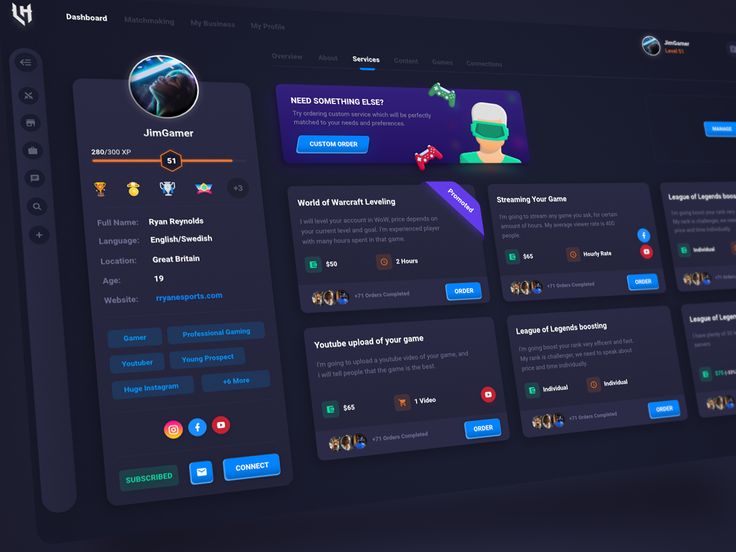 Dashboard
Matchmaking
My Business
My Profile
JimGamer
Level 51
Overview
About
Services
Content
Games
Connections
JimGamer
280/300 XP
51
+3
Full Name: Ryan Reynolds
Language: English/Swedish
Location: Great Britain
Age: 19
Website: rryanesports.com
Gamer
Professional Gaming
Youtuber
Young Prospect
Huge Instagram
+6 More
SUBSCRIBED
CONNECT
NEED SOMETHING ELSE?
Try ordering custom service which will be perfectly
matched to your needs and preferences.
CUSTOM ORDER
MANAGE
World of Warcraft Leveling
Promoted
I will level your account in WoW, price depends on
your current level and goal. I'm experienced player
with many hours spent in that game.
$50
2 Hours
+71 Orders Completed
ORDER
Streaming Your Game
I'm going to stream any game you ask, for certain
amount of hours. My average viewer rate is 400
people.
$65
Hourly Rate
+71 Orders Completed
ORDER
League of Legends boosti
I'm going boost your rank very
My rank is challenger, we need
price and time individually.
Individual
+71 Orders Completed
Youtube upload of your game
I'm going to upload a youtube video of your game, and
I will tell people that the game is the best.
$65
1 Video
+71 Orders Completed
ORDER
League of Legends boosting
I'm going boost your rank very efficient and fast.
My rank is challenger, we need to speak about
price and time individually.
Individual
Individual
+71 Orders Completed
ORDER
League of Legen
I have plenty of
servers
$75